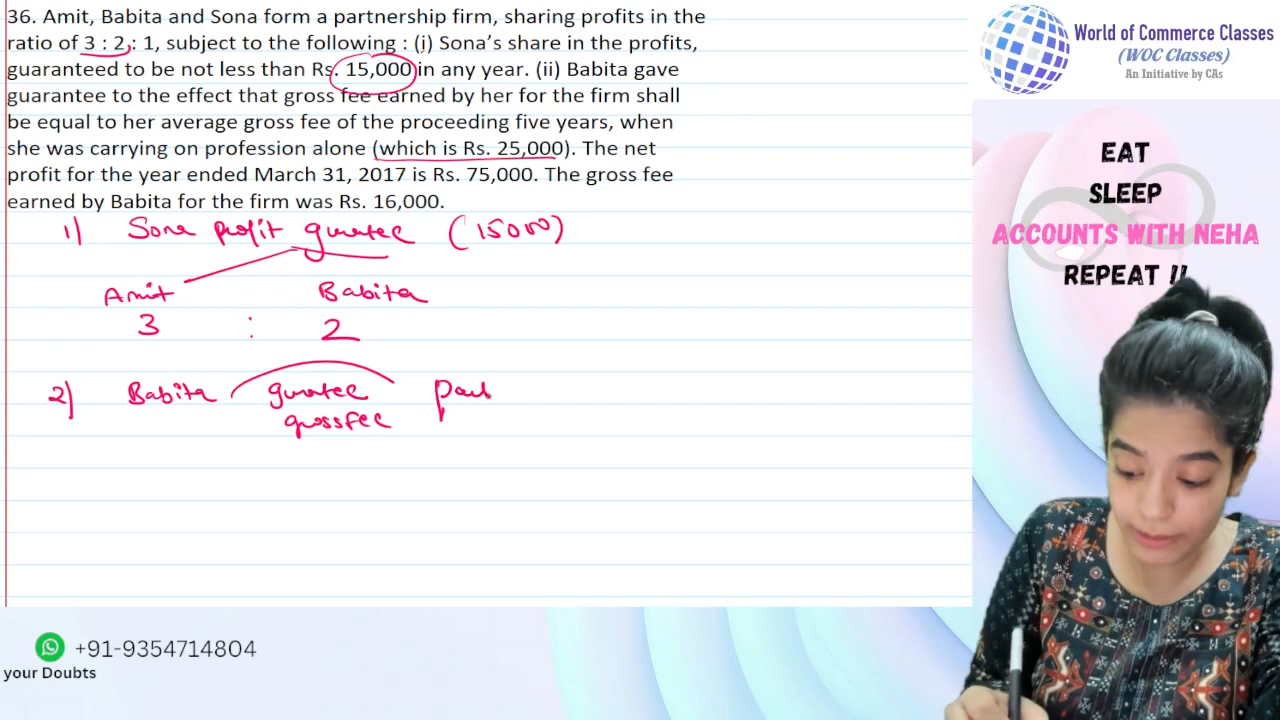 36. Amit, Babita and Sona form a partnership firm, sharing profits in the
ratio of 3 : 2 : 1, subject to the following : (i) Sona's share in the profits,
guaranteed to be not less than Rs. 15,000 in any year. (ii) Babita gave
guarantee to the effect that gross fee earned by her for the firm shall
be equal to her average gross fee of the proceeding five years, when
she was carrying on profession alone (which is Rs. 25,000). The net
profit for the year ended March 31, 2017 is Rs. 75,000. The gross fee
earned by Babita for the firm was Rs. 16,000.
1) Sona profit guratee (15000)
Amit Babita
3 : 2
2) Babita guratee
grossfee
World of Commerce Classes
(WOC Classes)
An Initiative by CAs
EAT
SLEEP
ACCOUNTS WITH NEHA
REPEAT !!
+91-9354714804
your Doubts